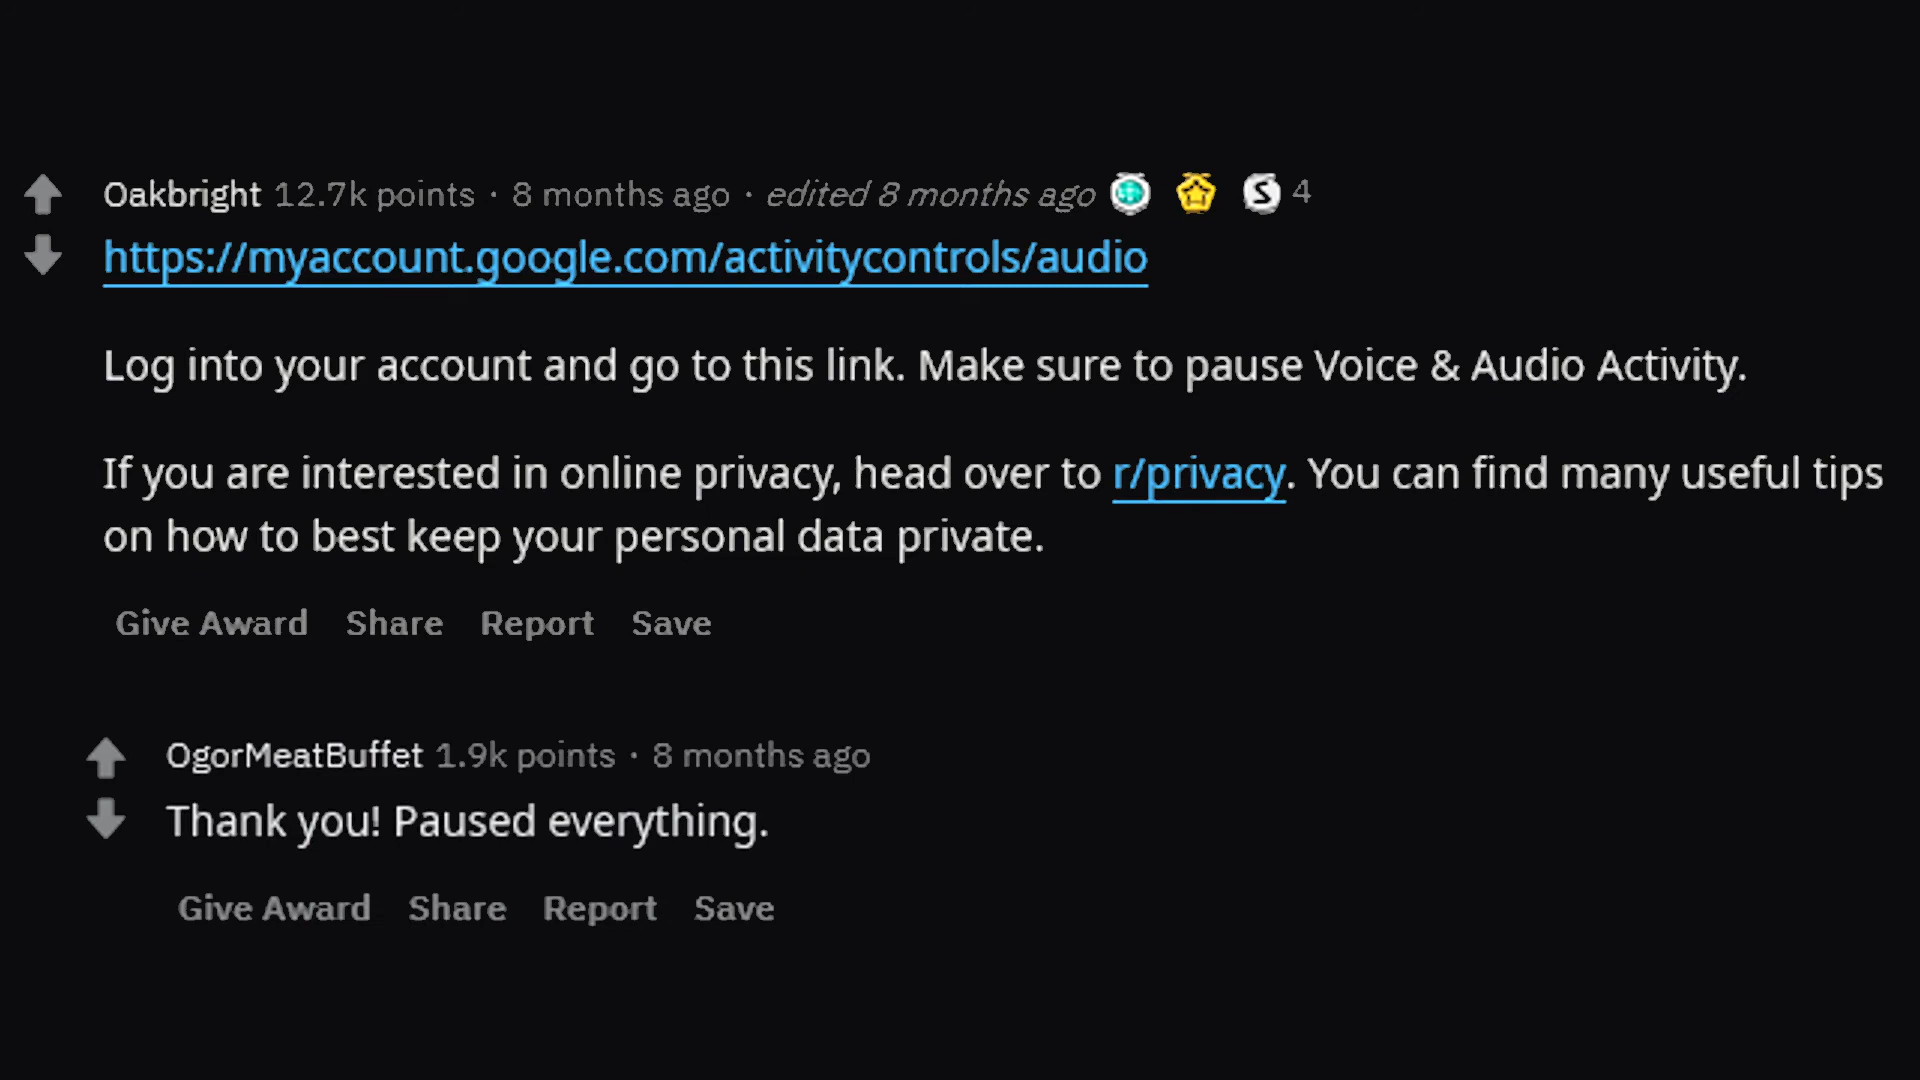 Oakbright 12.7k points · 8 months ago · edited 8 months ago S 4
https://myaccount.google.com/activitycontrols/audio
Log into your account and go to this link. Make sure to pause Voice & Audio Activity.
If you are interested in online privacy, head over to r/privacy. You can find many useful tips
on how to best keep your personal data private.
Give Award Share Report Save
OgorMeatBuffet 1.9k points · 8 months ago
Thank you! Paused everything.
Give Award Share Report Save